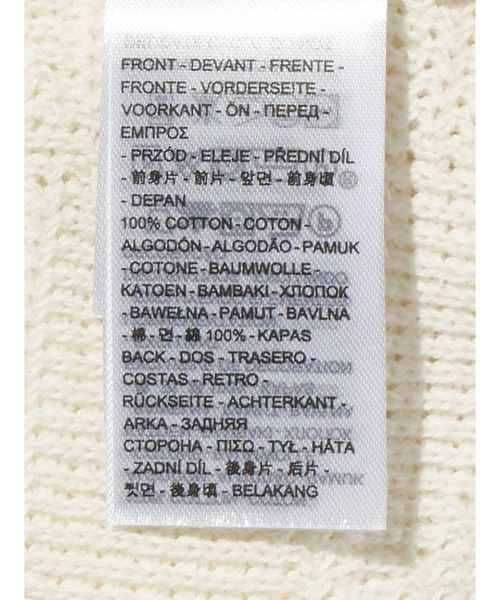 FRONT - DEVANT - FRENTE -
FRONTE - VORDERSEITE -
VOORKANT - ÖN - ПЕРЕД -
ΕΜΠΡΟΣ
- PRZÓD - ELEJE - PŘEDNÍ DÍL
- 前身片 - 前片 - 앞면 - 前身頃
- DEPAN
100% COTTON - COTON -
ALGODÓN - ALGODÃO - PAMUK
- COTONE - BAUMWOLLE -
KATOEN - ΒΑΜΒΑΚΙ - ХЛОПОК
- BAWEŁNA - PAMUT - BAVLNA
- 棉 - 면 - 綿 100% - KAPAS
BACK - DOS - TRASERO -
COSTAS - RETRO -
RÜCKSEITE - ACHTERKANT -
ARKA - ЗАДНЯЯ
СТОРОНА - ΠΙΣΩ - TYŁ - HÁTA
- ZADNÍ DÍL - 後身片 - 后片 -
뒷면 - 後身頃 - BELAKANG